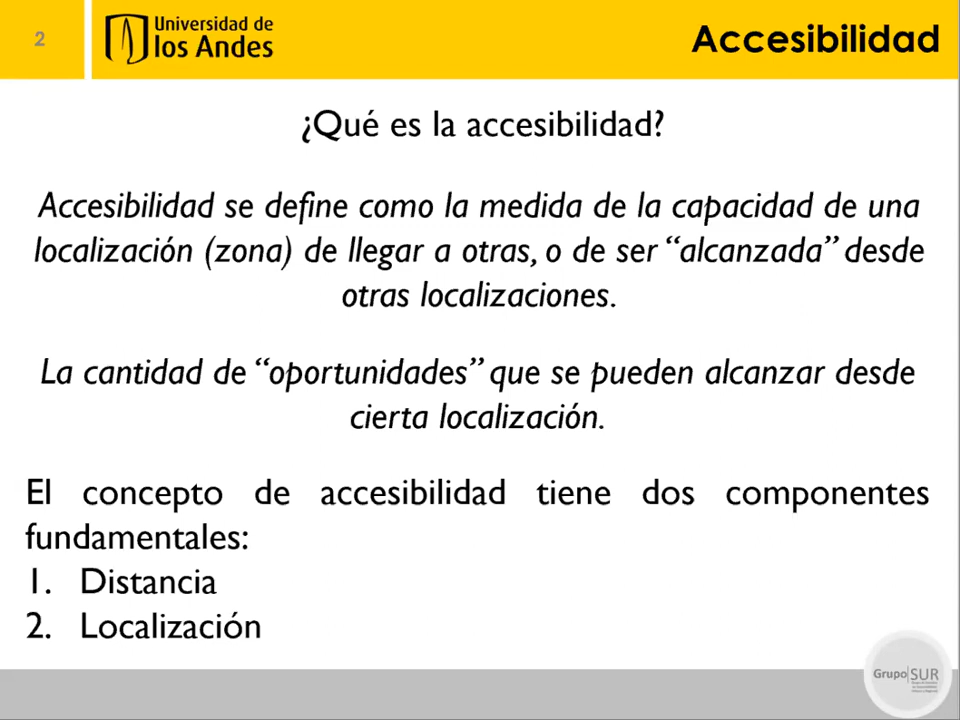 2
Universidad de
los Andes
Accesibilidad
¿Qué es la accesibilidad?
Accesibilidad se define como la medida de la capacidad de una
localización (zona) de llegar a otras, o de ser “alcanzada” desde
otras localizaciones.
La cantidad de “oportunidades” que se pueden alcanzar desde
cierta localización.
El concepto de accesibilidad tiene dos componentes
fundamentales:
1. Distancia
2. Localización
Grupo|SUR